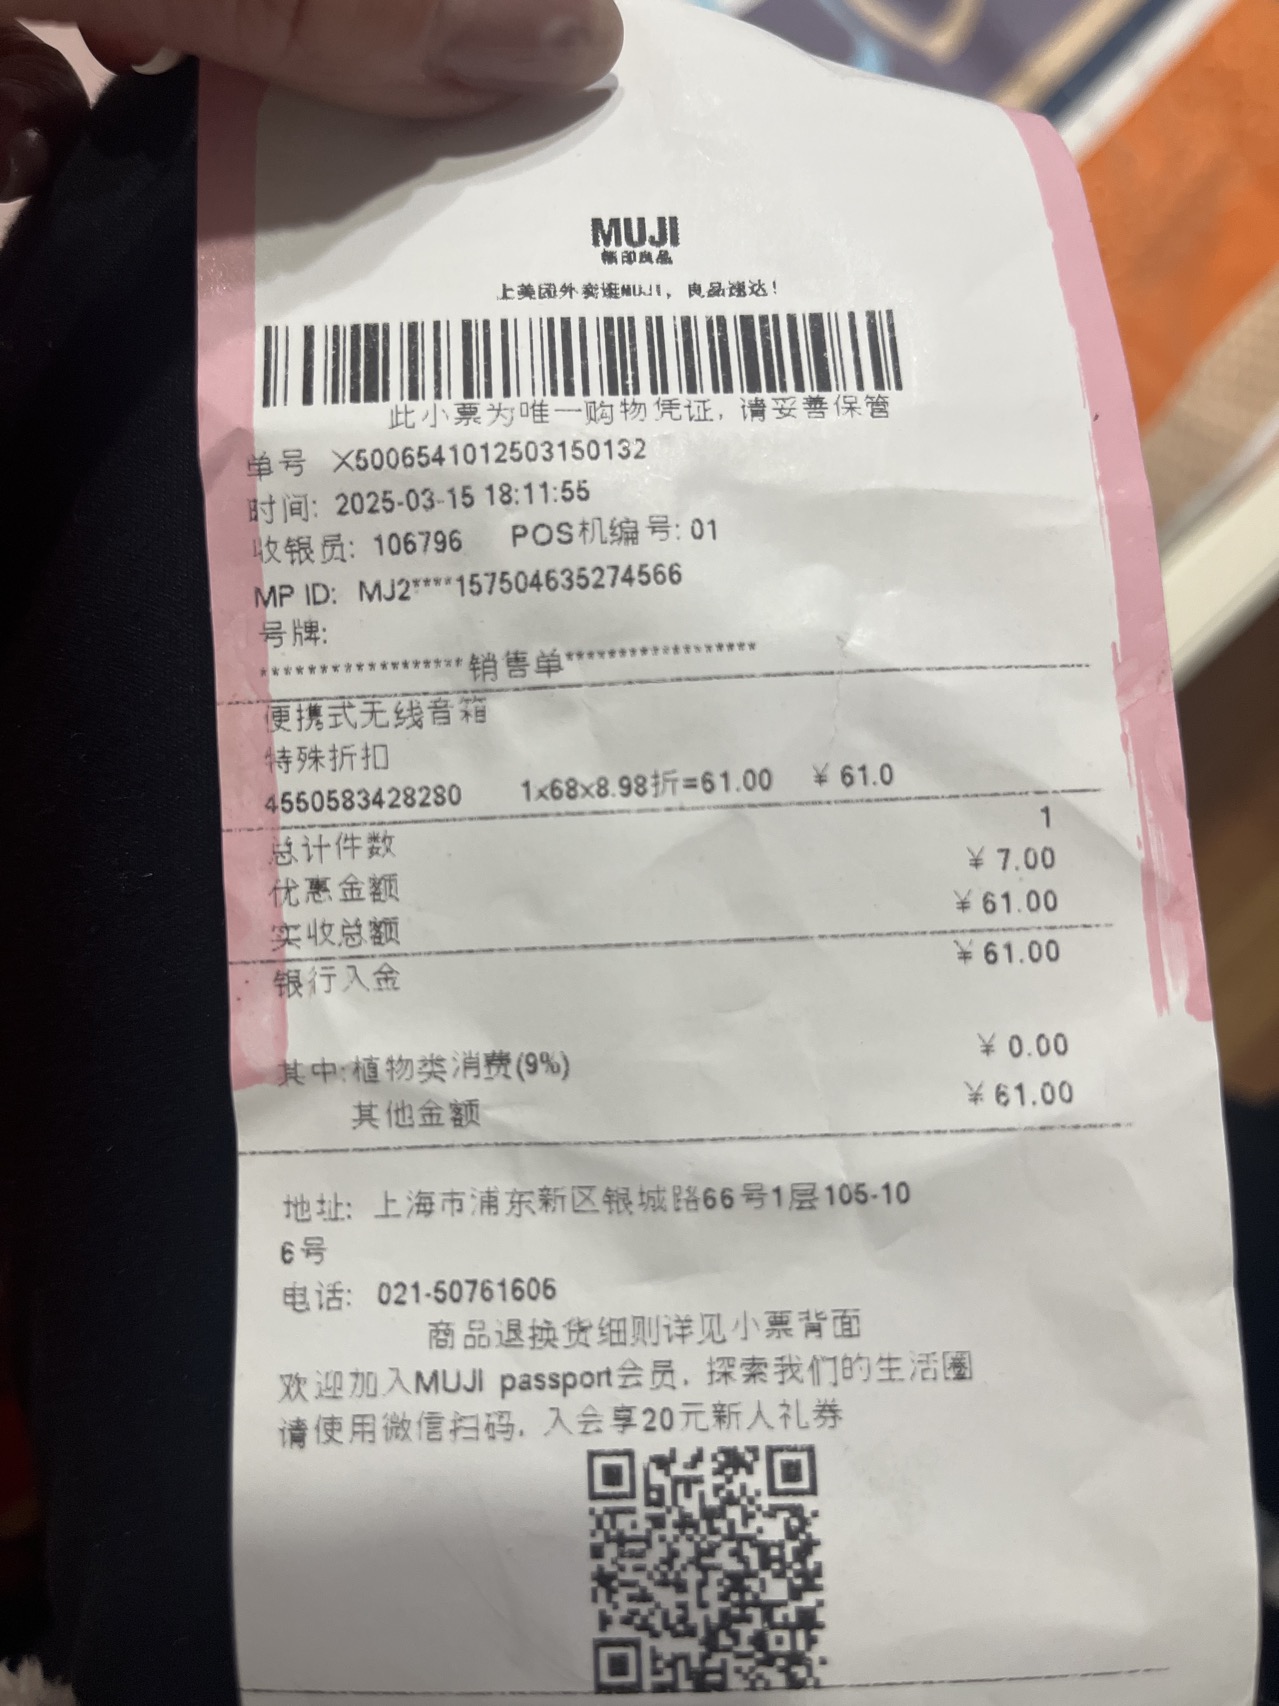 MUJI
無印良品
上美团外卖逛MUJI，良品速达！
此小票为唯一购物凭证，请妥善保管
单号 X5006541012503150132
时间: 2025-03-15 18:11:55
收银员: 106796 POS机编号: 01
MP ID: MJ2****157504635274566
号牌:
******************销售单******************
便携式无线音箱
特殊折扣
4550583428280 1x68x8.98折=61.00 ¥ 61.0
总计件数 1
优惠金额 ¥ 7.00
实收总额 ¥ 61.00
银行入金 ¥ 61.00
其中:植物类消费(9%) ¥ 0.00
其他金额 ¥ 61.00
地址: 上海市浦东新区银城路66号1层105-10
6号
电话: 021-50761606
商品退换货细则详见小票背面
欢迎加入MUJI passport会员，探索我们的生活圈
请使用微信扫码，入会享20元新人礼券